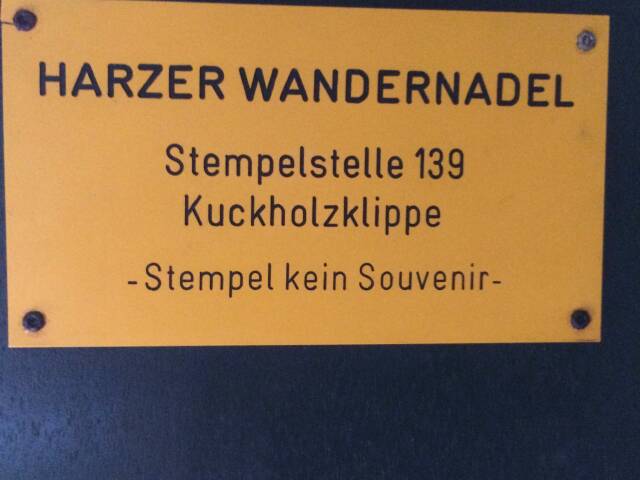 HARZER WANDERNADEL
Stempelstelle 139
Kuckholzklippe
-Stempel kein Souvenir-